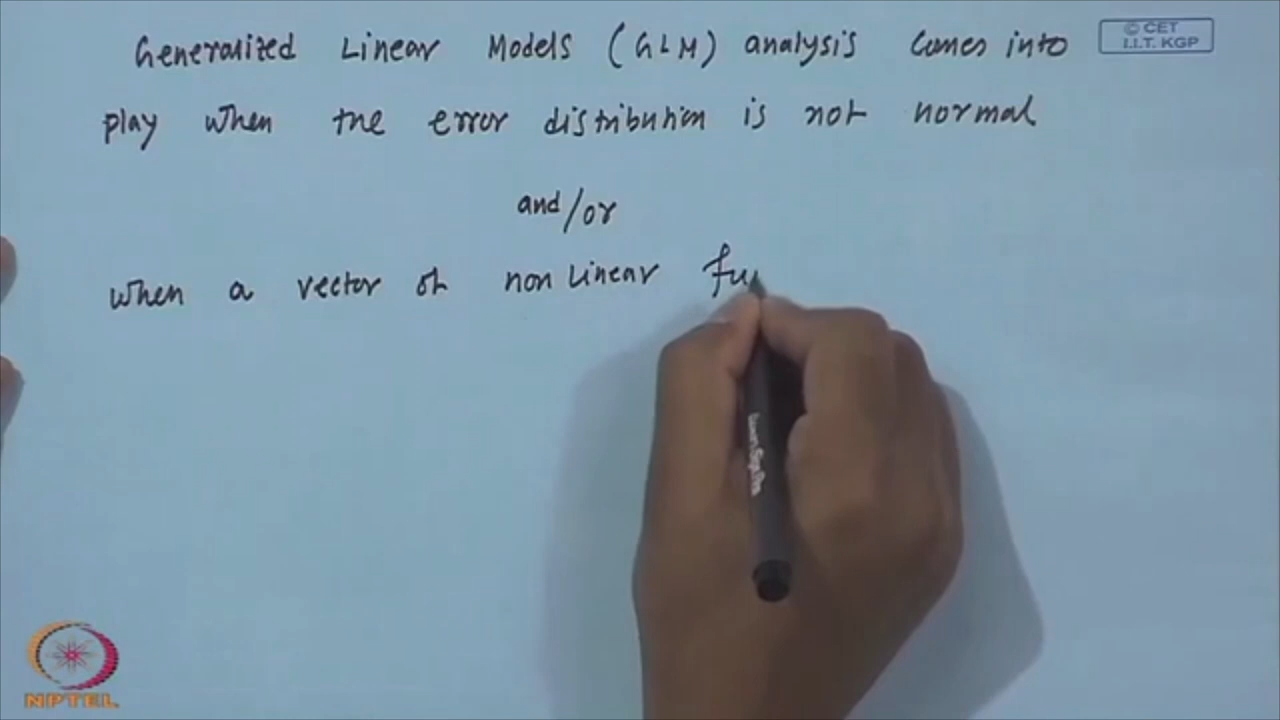 Generalized Linear Models (GLM) analysis comes into
© CET
I.I.T. KGP
play when the error distribution is not normal
and/or
when a vector of non linear fu
NPTEL